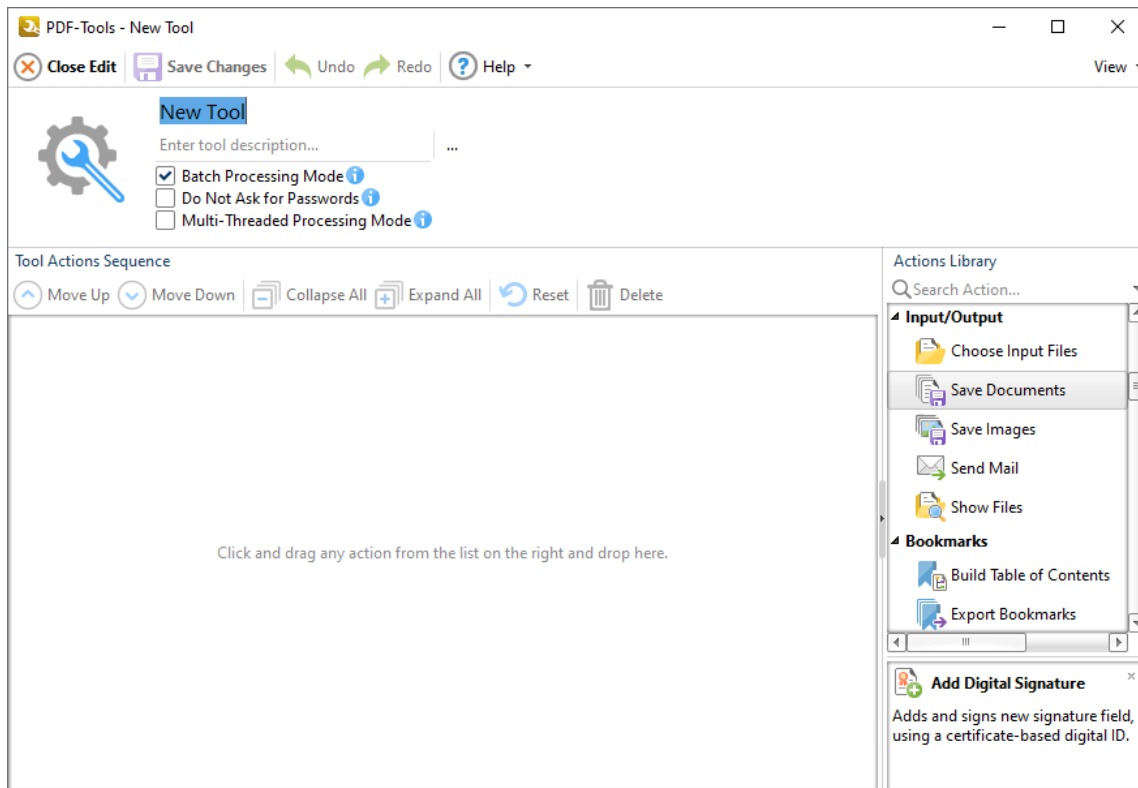 PDF-Tools - New Tool
Close Edit Save Changes Undo Redo ? Help View
New Tool
Enter tool description... ...
Batch Processing Mode i
Do Not Ask for Passwords i
Multi-Threaded Processing Mode i
Tool Actions Sequence
Move Up Move Down Collapse All Expand All Reset Delete
Click and drag any action from the list on the right and drop here.
Actions Library
Search Action...
Input/Output
Choose Input Files
Save Documents
Save Images
Send Mail
Show Files
Bookmarks
Build Table of Contents
Export Bookmarks
Add Digital Signature
Adds and signs new signature field,
using a certificate-based digital ID.